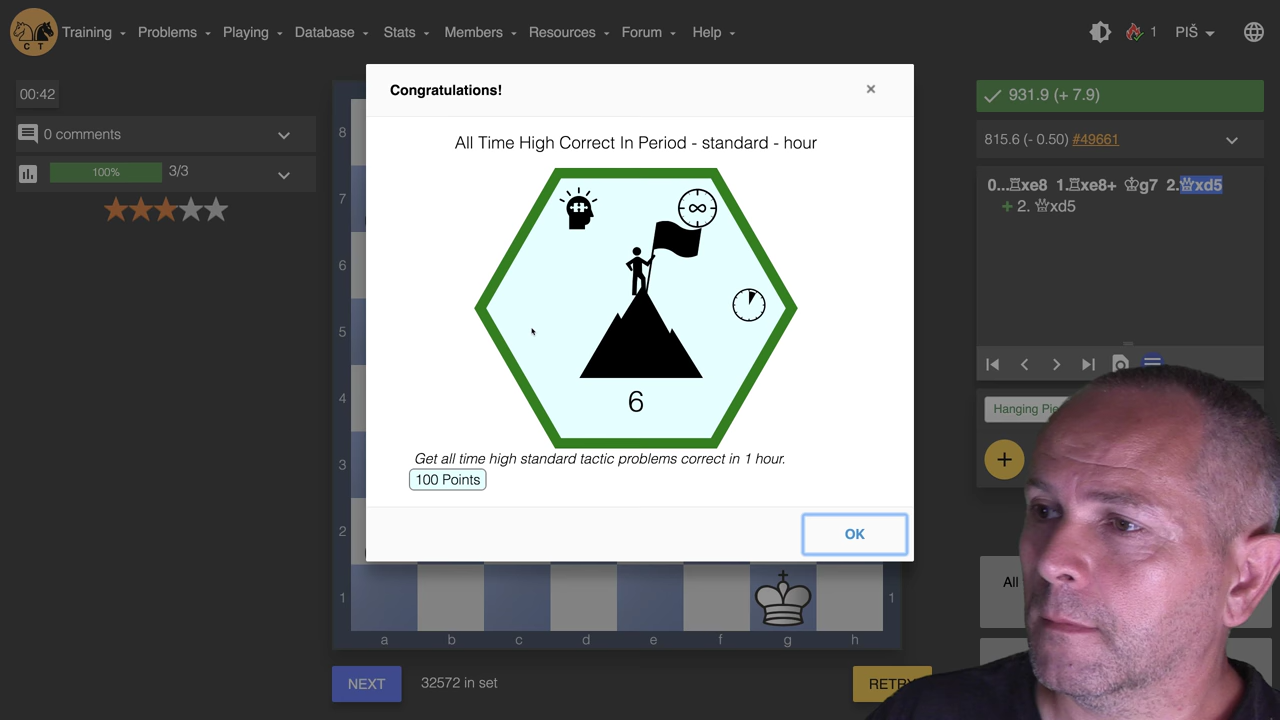 C T
Training Problems Playing Database Stats Members Resources Forum Help 1 PIŠ
00:42
0 comments
100% 3/3
Congratulations! ×
All Time High Correct In Period - standard - hour
∞
6
Get all time high standard tactic problems correct in 1 hour.
100 Points
OK
931.9 (+ 7.9)
815.6 (- 0.50) #49661
0...♖xe8 1.♖xe8+ ♔g7 2.♕xd5
+ 2. ♕xd5
Hanging
+
All
8
7
6
5
4
3
2
1 1
a b c d e f g h
NEXT 32572 in set RETRY